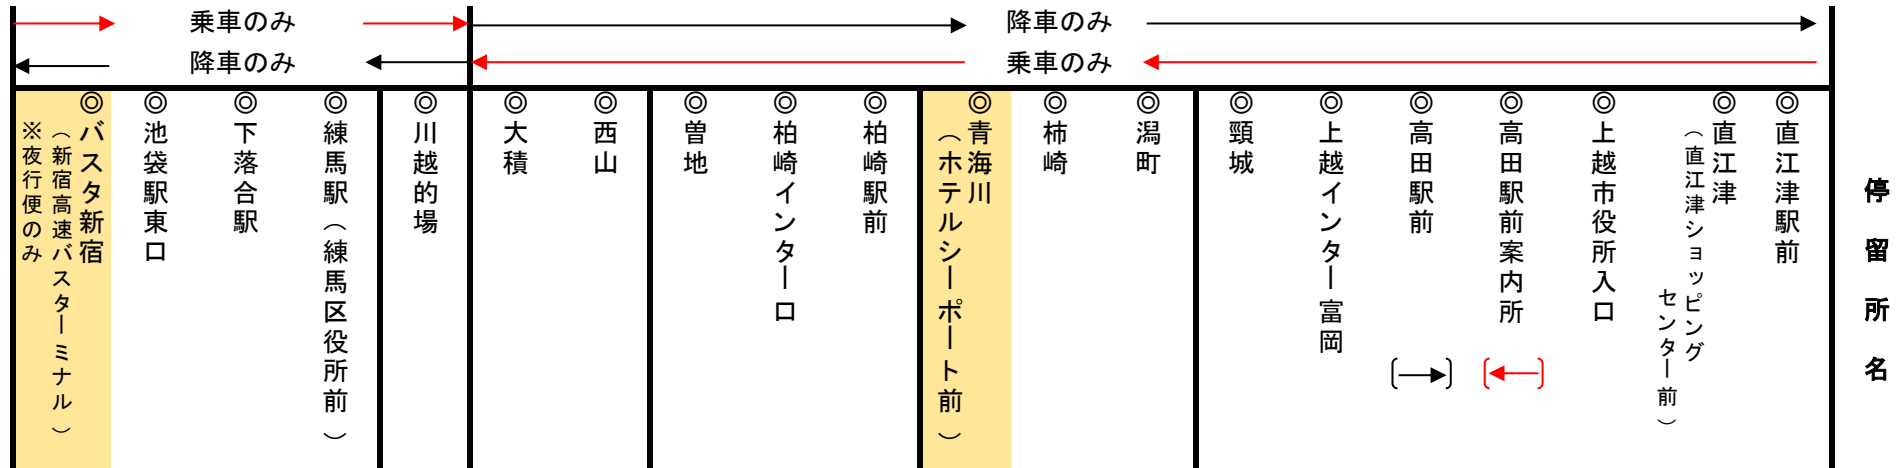 乗車のみ
降車のみ
降車のみ
乗車のみ
◎バスタ新宿
（新宿高速バスターミナル）
※夜行便のみ
◎池袋駅東口
◎下落合駅
◎練馬駅（練馬区役所前）
◎川越的場
◎大積
◎西山
◎曽地
◎柏崎インター口
◎柏崎駅前
◎青海川
（ホテルシーポート前）
◎柿崎
◎潟町
◎頸城
◎上越インター富岡
◎高田駅前
◎高田駅前案内所
◎上越市役所入口
◎直江津
（直江津ショッピング
センター前）
◎直江津駅前
停留所名